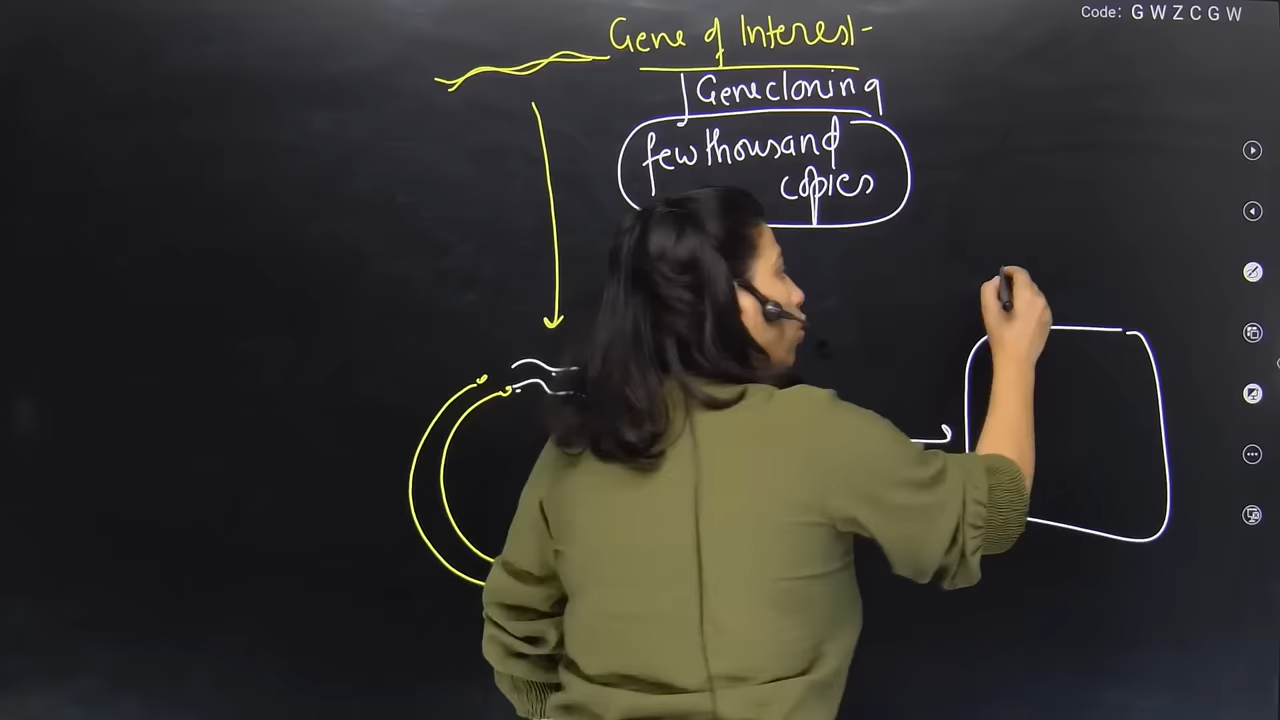 Code: G W Z C G W
Gene of Interest-
Genecloning
few thousand
copies